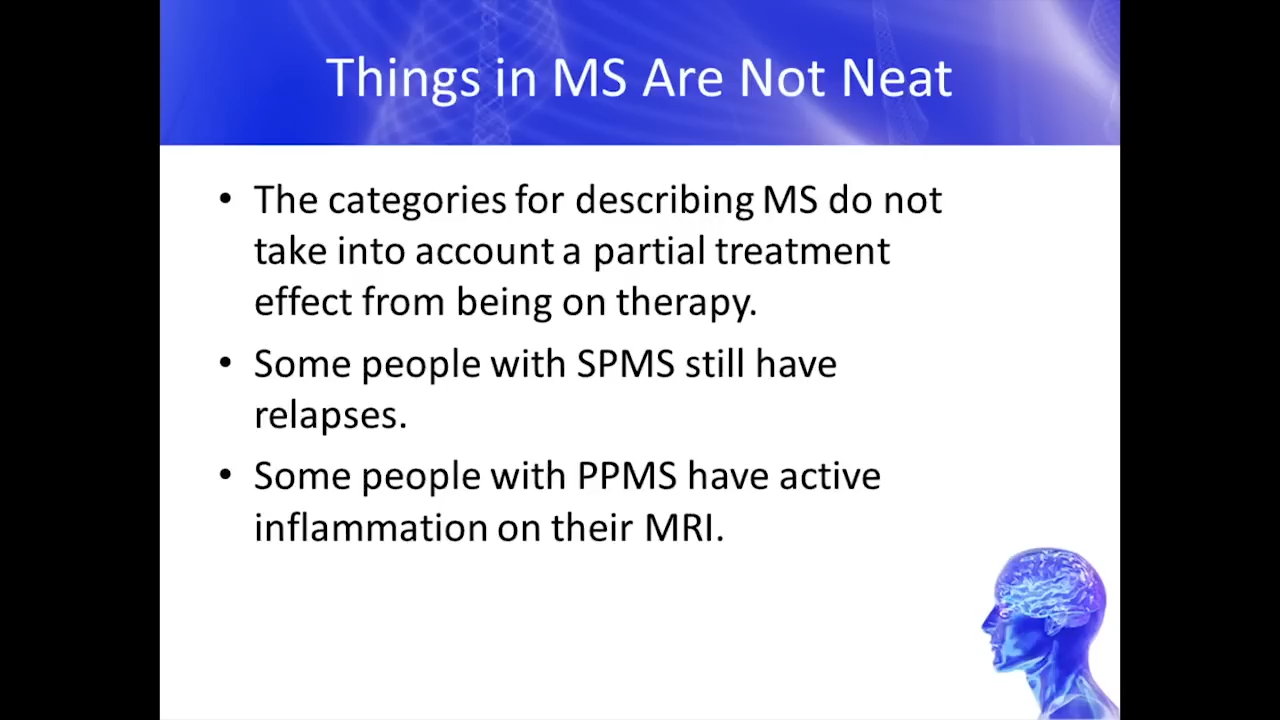 Things in MS Are Not Neat
• The categories for describing MS do not
take into account a partial treatment
effect from being on therapy.
• Some people with SPMS still have
relapses.
• Some people with PPMS have active
inflammation on their MRI.